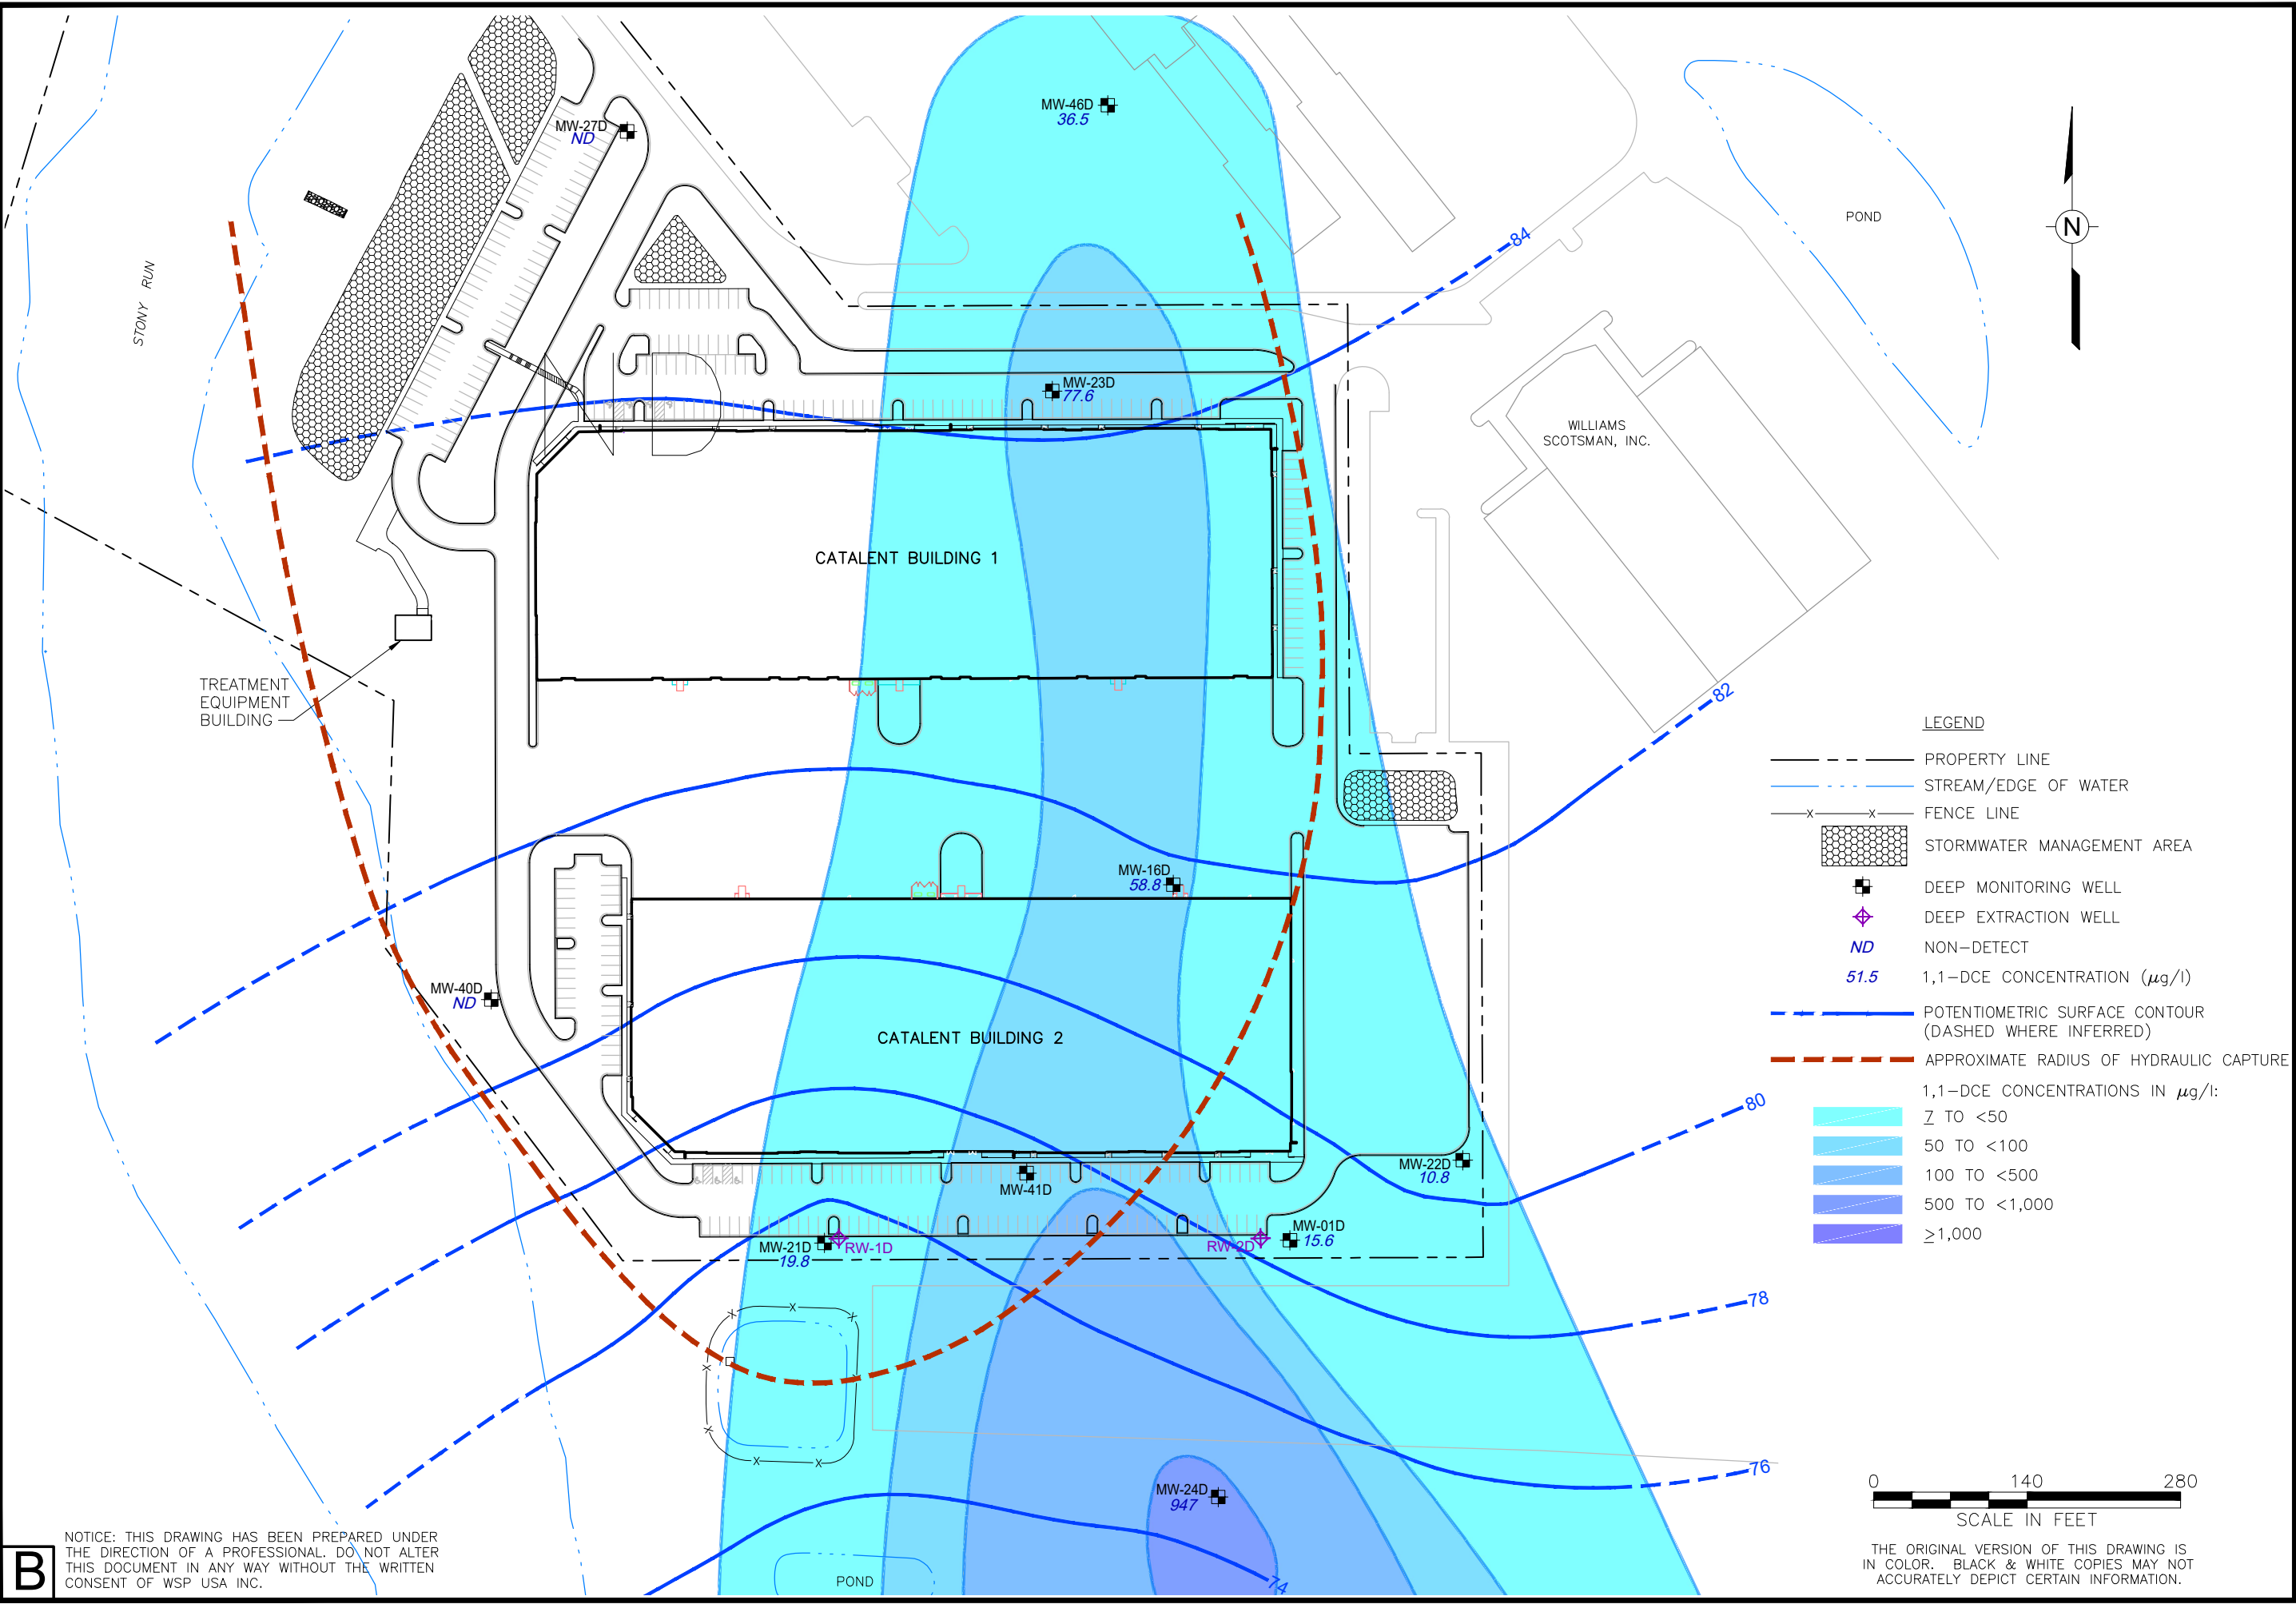 MW-46D
36.5
MW-27D
ND
84
POND
N
STONY RUN
MW-23D
77.6
WILLIAMS
SCOTSMAN, INC.
CATALENT BUILDING 1
TREATMENT
EQUIPMENT
BUILDING
82
MW-16D
58.8
MW-40D
ND
CATALENT BUILDING 2
80
MW-22D
10.8
MW-41D
MW-21D
19.8
RW-1D
RW-2D
MW-01D
15.6
78
76
MW-24D
947
74
POND
LEGEND
PROPERTY LINE
STREAM/EDGE OF WATER
X X FENCE LINE
STORMWATER MANAGEMENT AREA
DEEP MONITORING WELL
DEEP EXTRACTION WELL
ND NON-DETECT
51.5 1,1-DCE CONCENTRATION (µg/l)
POTENTIOMETRIC SURFACE CONTOUR
(DASHED WHERE INFERRED)
APPROXIMATE RADIUS OF HYDRAULIC CAPTURE
1,1-DCE CONCENTRATIONS IN µg/l:
7 TO <50
50 TO <100
100 TO <500
500 TO <1,000
≥1,000
0 140 280
SCALE IN FEET
THE ORIGINAL VERSION OF THIS DRAWING IS
IN COLOR. BLACK & WHITE COPIES MAY NOT
ACCURATELY DEPICT CERTAIN INFORMATION.
B
NOTICE: THIS DRAWING HAS BEEN PREPARED UNDER
THE DIRECTION OF A PROFESSIONAL. DO NOT ALTER
THIS DOCUMENT IN ANY WAY WITHOUT THE WRITTEN
CONSENT OF WSP USA INC.